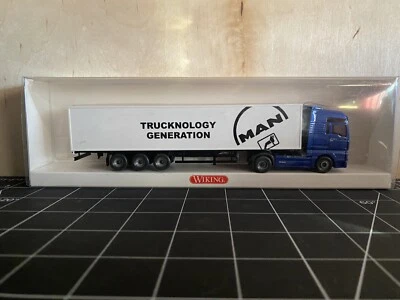 TRUCKNOLOGY
GENERATION
MAN
WIKING